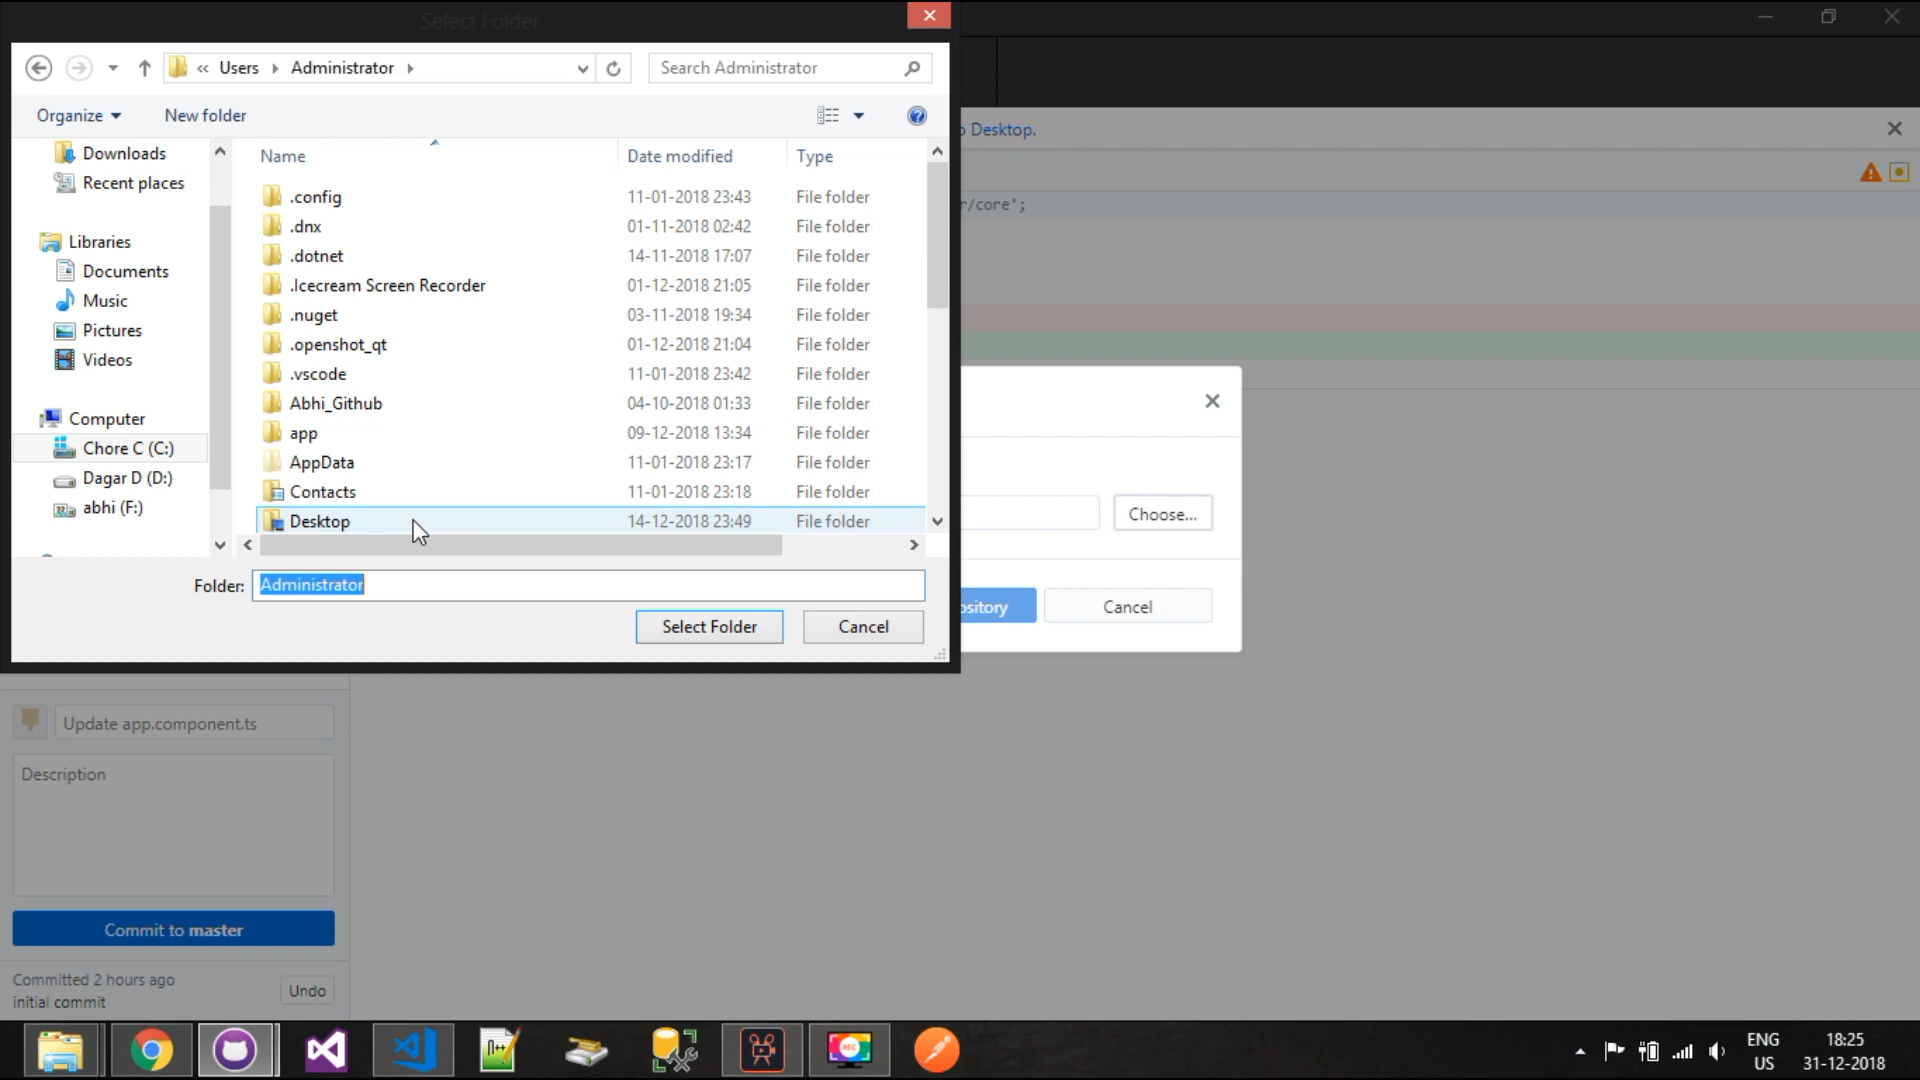 Select Folder
« Users Administrator
Search Administrator
Organize
New folder
Downloads
Recent places
Libraries
Documents
Music
Pictures
Videos
Computer
Chore C (C:)
Dagar D (D:)
abhi (F:)
Name Date modified Type
.config 11-01-2018 23:43 File folder
.dnx 01-11-2018 02:42 File folder
.dotnet 14-11-2018 17:07 File folder
.Icecream Screen Recorder 01-12-2018 21:05 File folder
.nuget 03-11-2018 19:34 File folder
.openshot_qt 01-12-2018 21:04 File folder
.vscode 11-01-2018 23:42 File folder
Abhi_Github 04-10-2018 01:33 File folder
app 09-12-2018 13:34 File folder
AppData 11-01-2018 23:17 File folder
Contacts 11-01-2018 23:18 File folder
Desktop 14-12-2018 23:49 File folder
Folder: Administrator
Select Folder Cancel
Desktop.
r/core';
Choose...
ository Cancel
Update app.component.ts
Description
Commit to master
Committed 2 hours ago
initial commit
Undo
n++
REC
ENG
US
18:25
31-12-2018